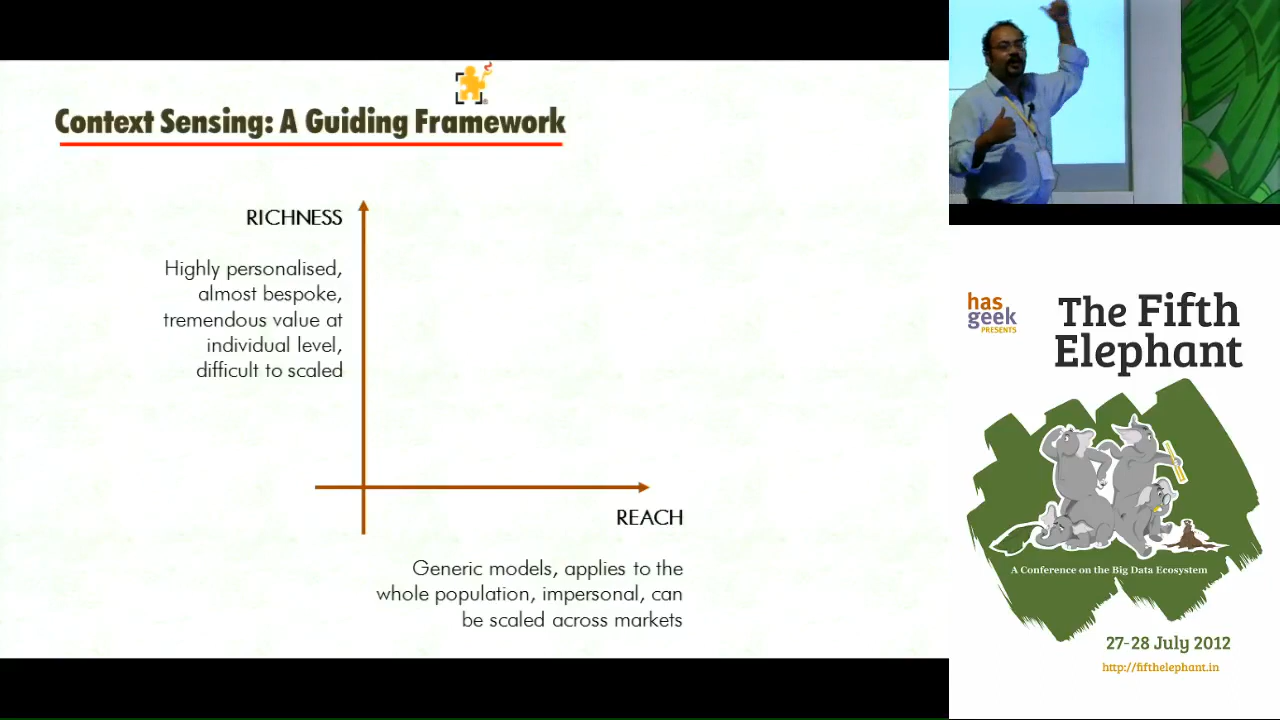 Context Sensing: A Guiding Framework
RICHNESS
Highly personalised,
almost bespoke,
tremendous value at
individual level,
difficult to scaled
REACH
Generic models, applies to the
whole population, impersonal, can
be scaled across markets
has
geek
PRESENTS
The Fifth
Elephant
A Conference on the Big Data Ecosystem
27-28 July 2012
http://fifthelephant.in